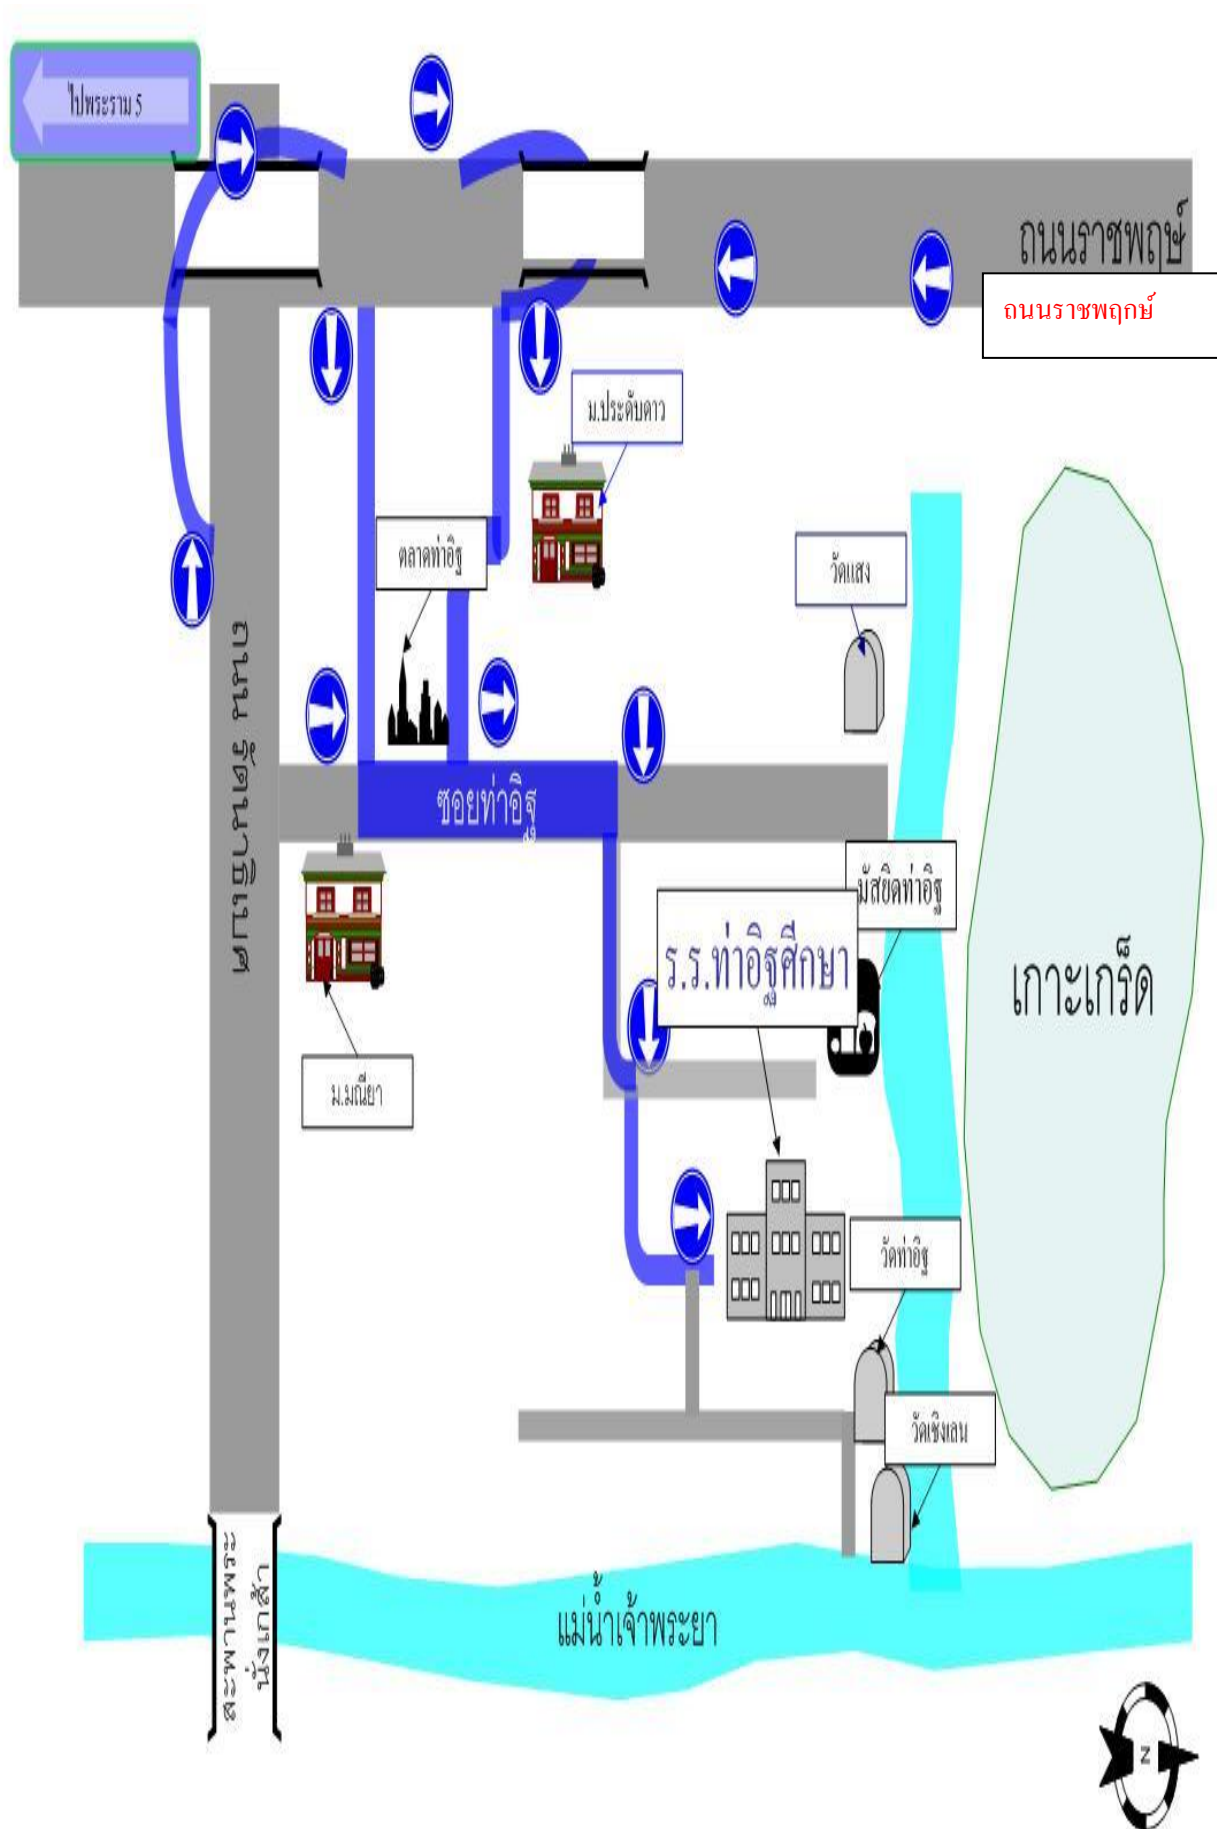 ไปพระราม 5
ถนนราชพฤษ์
ถนนราชพฤกษ์
ม.ประดับดาว
ตลาดท่าอิฐ
วัดแสง
ถนน รัตนาธิเบศ
ซอยท่าอิฐ
มัสยิดท่าอิฐ
ร.ร.ท่าอิฐศึกษา
เกาะเกร็ด
ม.มณียา
วัดท่าอิฐ
วัดเชิงเลน
สะพานพระ
นั่งเกล้า
แม่น้ำเจ้าพระยา
N